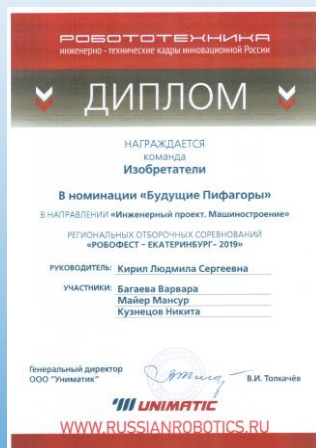 РОБОТОТЕХНИКА
инженерно - технические кадры инновационной России
ДИПЛОМ
НАГРАЖДАЕТСЯ
команда
Изобретатели
В номинации «Будущие Пифагоры»
В НАПРАВЛЕНИИ «Инженерный проект. Машиностроение»
РЕГИОНАЛЬНЫХ ОТБОРОЧНЫХ СОРЕВНОВАНИЙ
«РОБОФЕСТ – ЕКАТЕРИНБУРГ– 2019»
РУКОВОДИТЕЛЬ: Кирил Людмила Сергеевна
УЧАСТНИКИ: Багаева Варвара
Майер Мансур
Кузнецов Никита
Генеральный директор
ООО "Униматик" В.И. Толкачёв
UNIMATIC
WWW.RUSSIANROBOTICS.RU